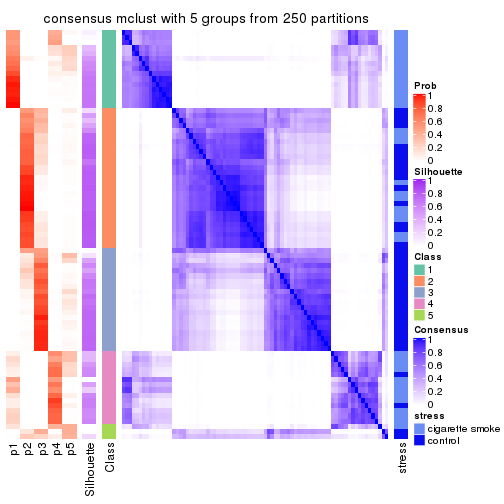 consensus mclust with 5 groups from 250 partitions
Prob
1
0.8
0.6
0.4
0.2
0
Silhouette
1
0.8
0.6
0.4
0.2
0
Class
1
2
3
4
5
Consensus
1
0.8
0.6
0.4
0.2
0
stress
cigarette smoke
control
p1
p2
p3
p4
p5
Silhouette
Class
stress